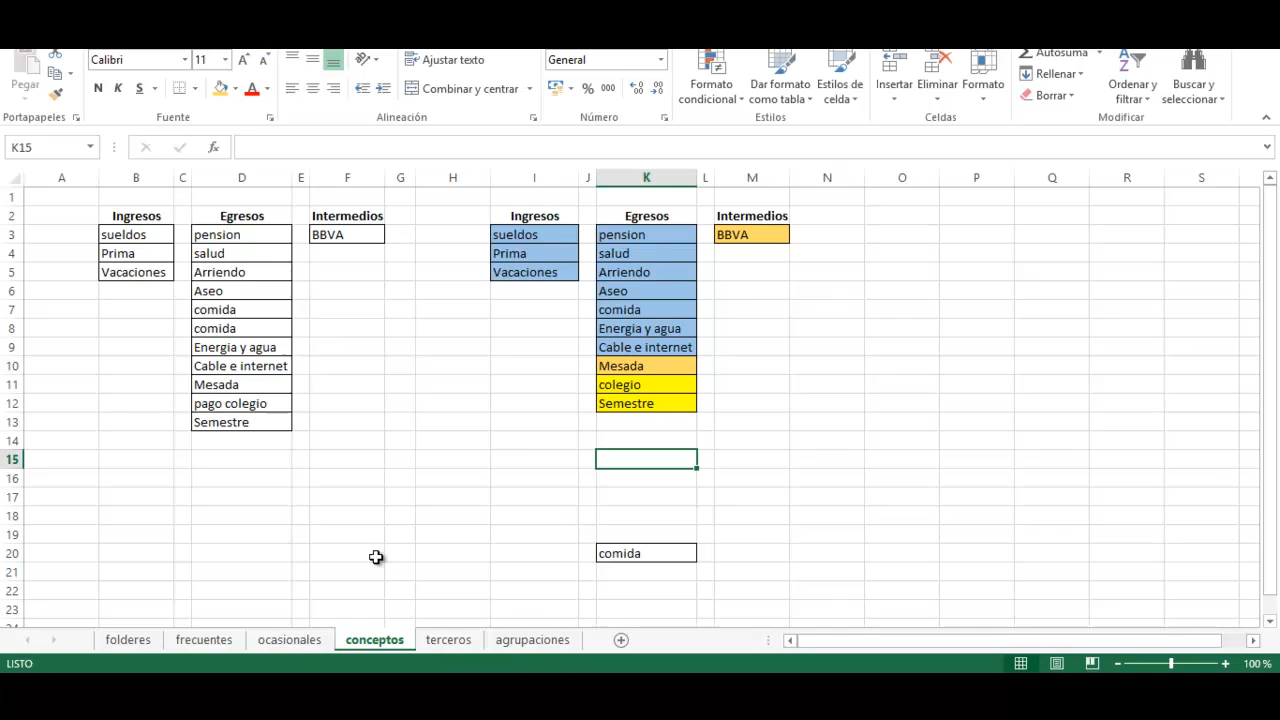 Calibri 11 Ajustar texto General Autosuma
Pegar Rellenar
N K S A Combinar y centrar % 000 Formato condicional Dar formato como tabla Estilos de celda Insertar Eliminar Formato Borrar Ordenar y filtrar Buscar y seleccionar
Portapapeles Fuente Alineación Número Estilos Celdas Modificar
K15 fx
A B C D E F G H I J K L M N O P Q R S
1
2 Ingresos Egresos Intermedios Ingresos Egresos Intermedios
3 sueldos pension BBVA sueldos pension BBVA
4 Prima salud Prima salud
5 Vacaciones Arriendo Vacaciones Arriendo
6 Aseo Aseo
7 comida comida
8 comida Energia y agua
9 Energia y agua Cable e internet
10 Cable e internet Mesada
11 Mesada colegio
12 pago colegio Semestre
13 Semestre
14
15
16
17
18
19
20 comida
21
22
23
folderes frecuentes ocasionales conceptos terceros agrupaciones
LISTO 100 %